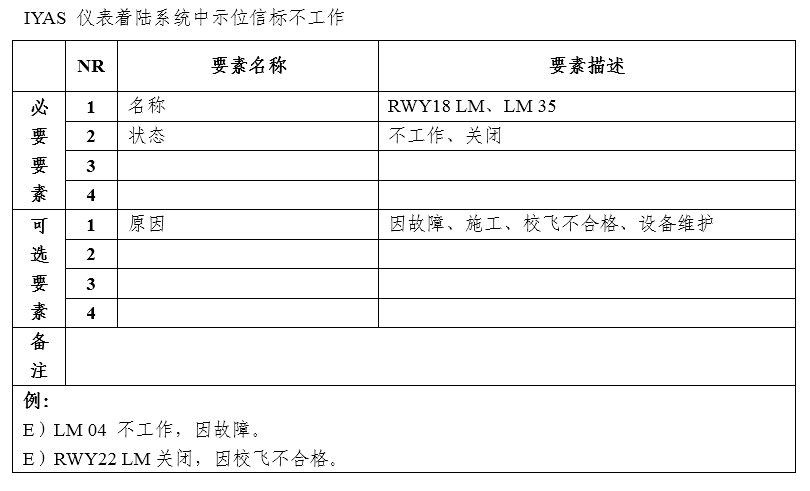 IYAS 仪表着陆系统中示位信标不工作
NR 要素名称 要素描述
必要要素
1 名称 RWY18 LM、LM 35
2 状态 不工作、关闭
3
4
可选要素
1 原因 因故障、施工、校飞不合格、设备维护
2
3
4
备注
例：
E）LM 04 不工作，因故障。
E）RWY22 LM关闭，因校飞不合格。